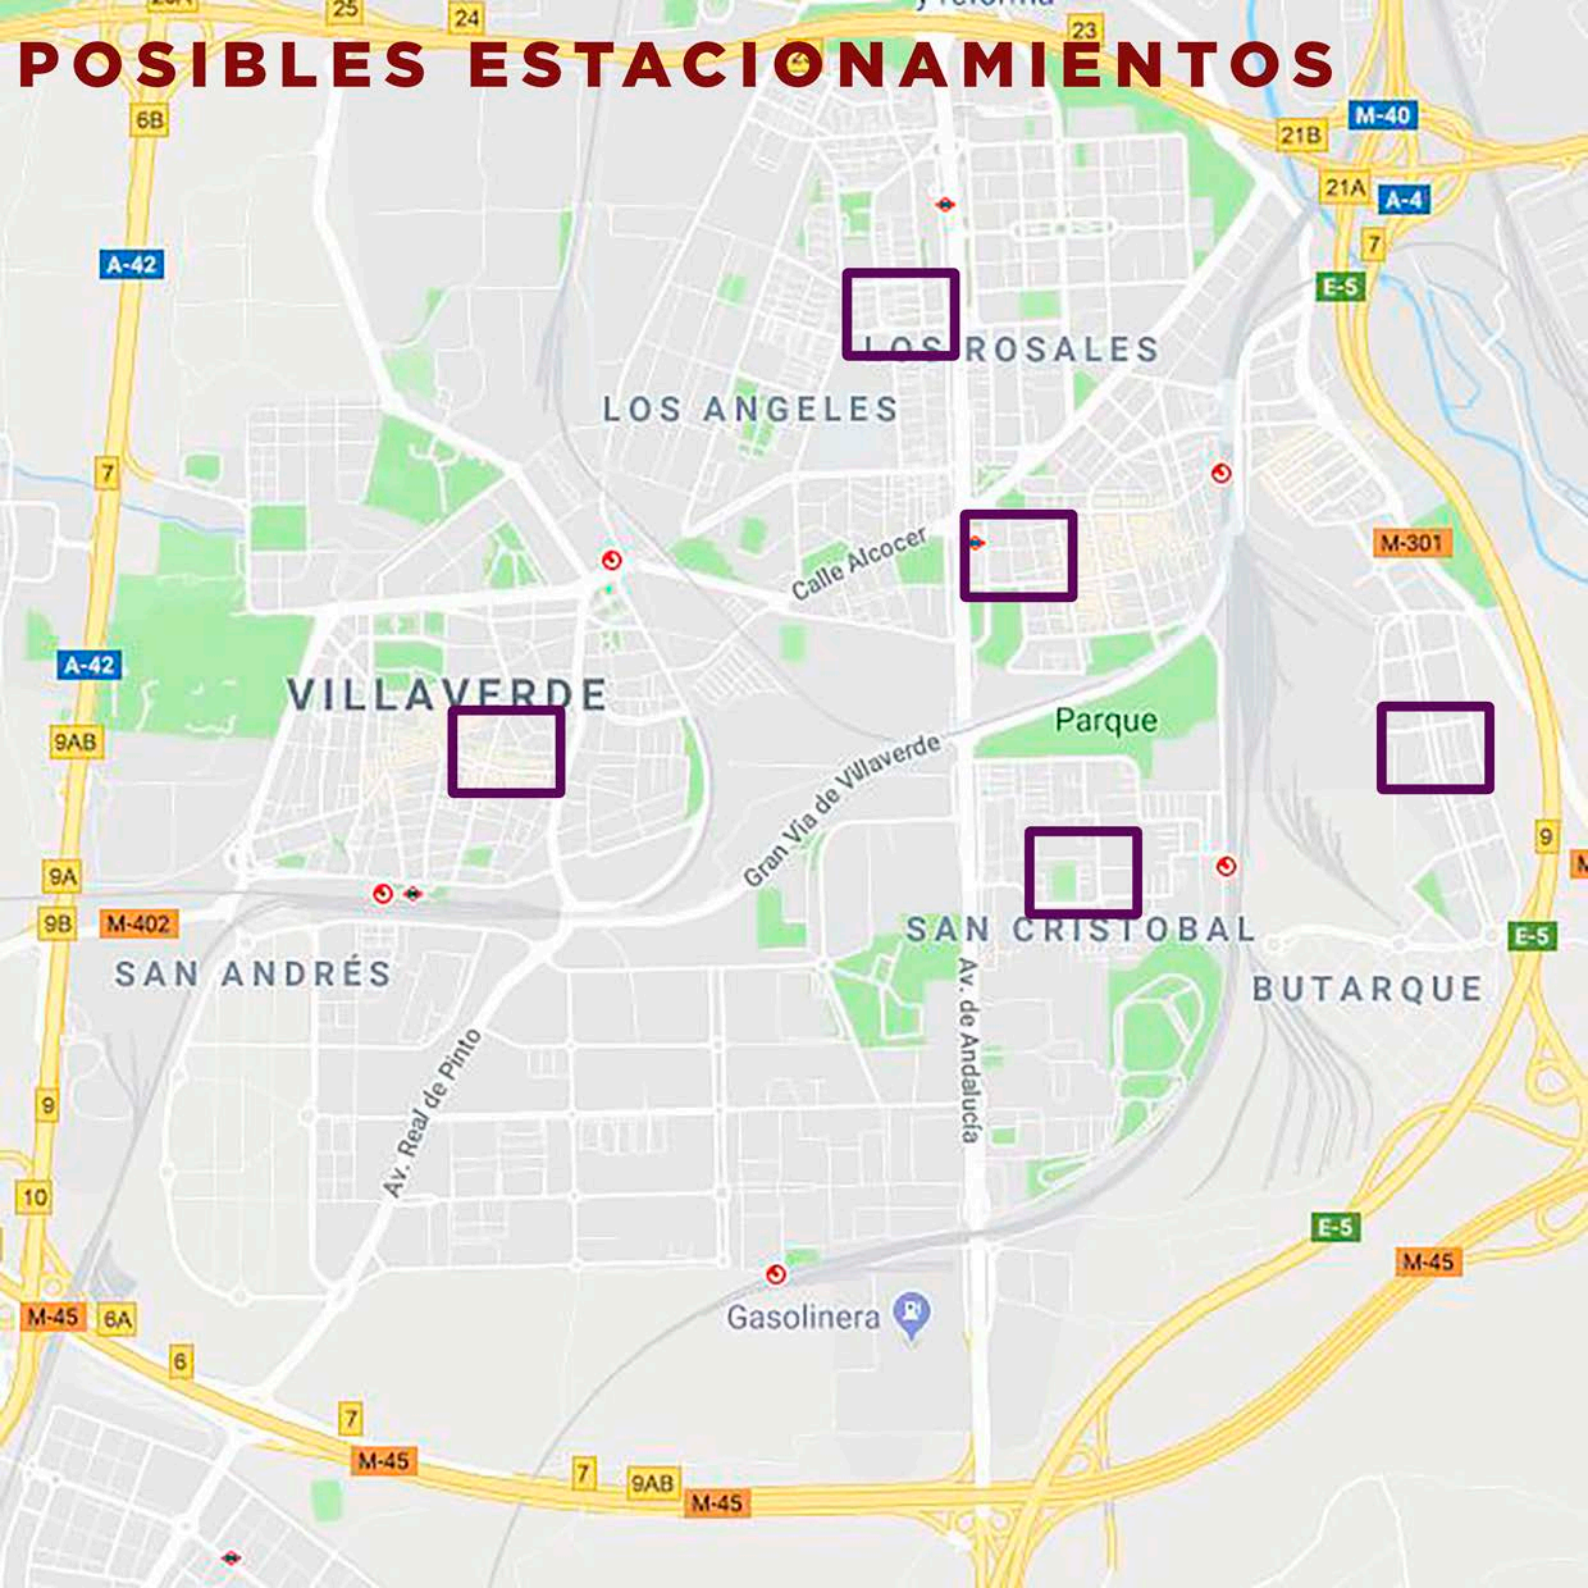 25
24
23
POSIBLES ESTACIONAMIENTOS
6B
M-40
21B
21A
A-4
7
A-42
E-5
LOS ROSALES
LOS ANGELES
7
M-301
Calle Alcocer
A-42
VILLAVERDE
Parque
9AB
Gran Vía de Villaverde
9
9A
9B
M-402
SAN CRISTOBAL
E-5
SAN ANDRÉS
BUTARQUE
Av. de Andalucía
Av. Real de Pinto
9
10
E-5
M-45
Gasolinera
M-45
6A
6
7
M-45
7
9AB
M-45